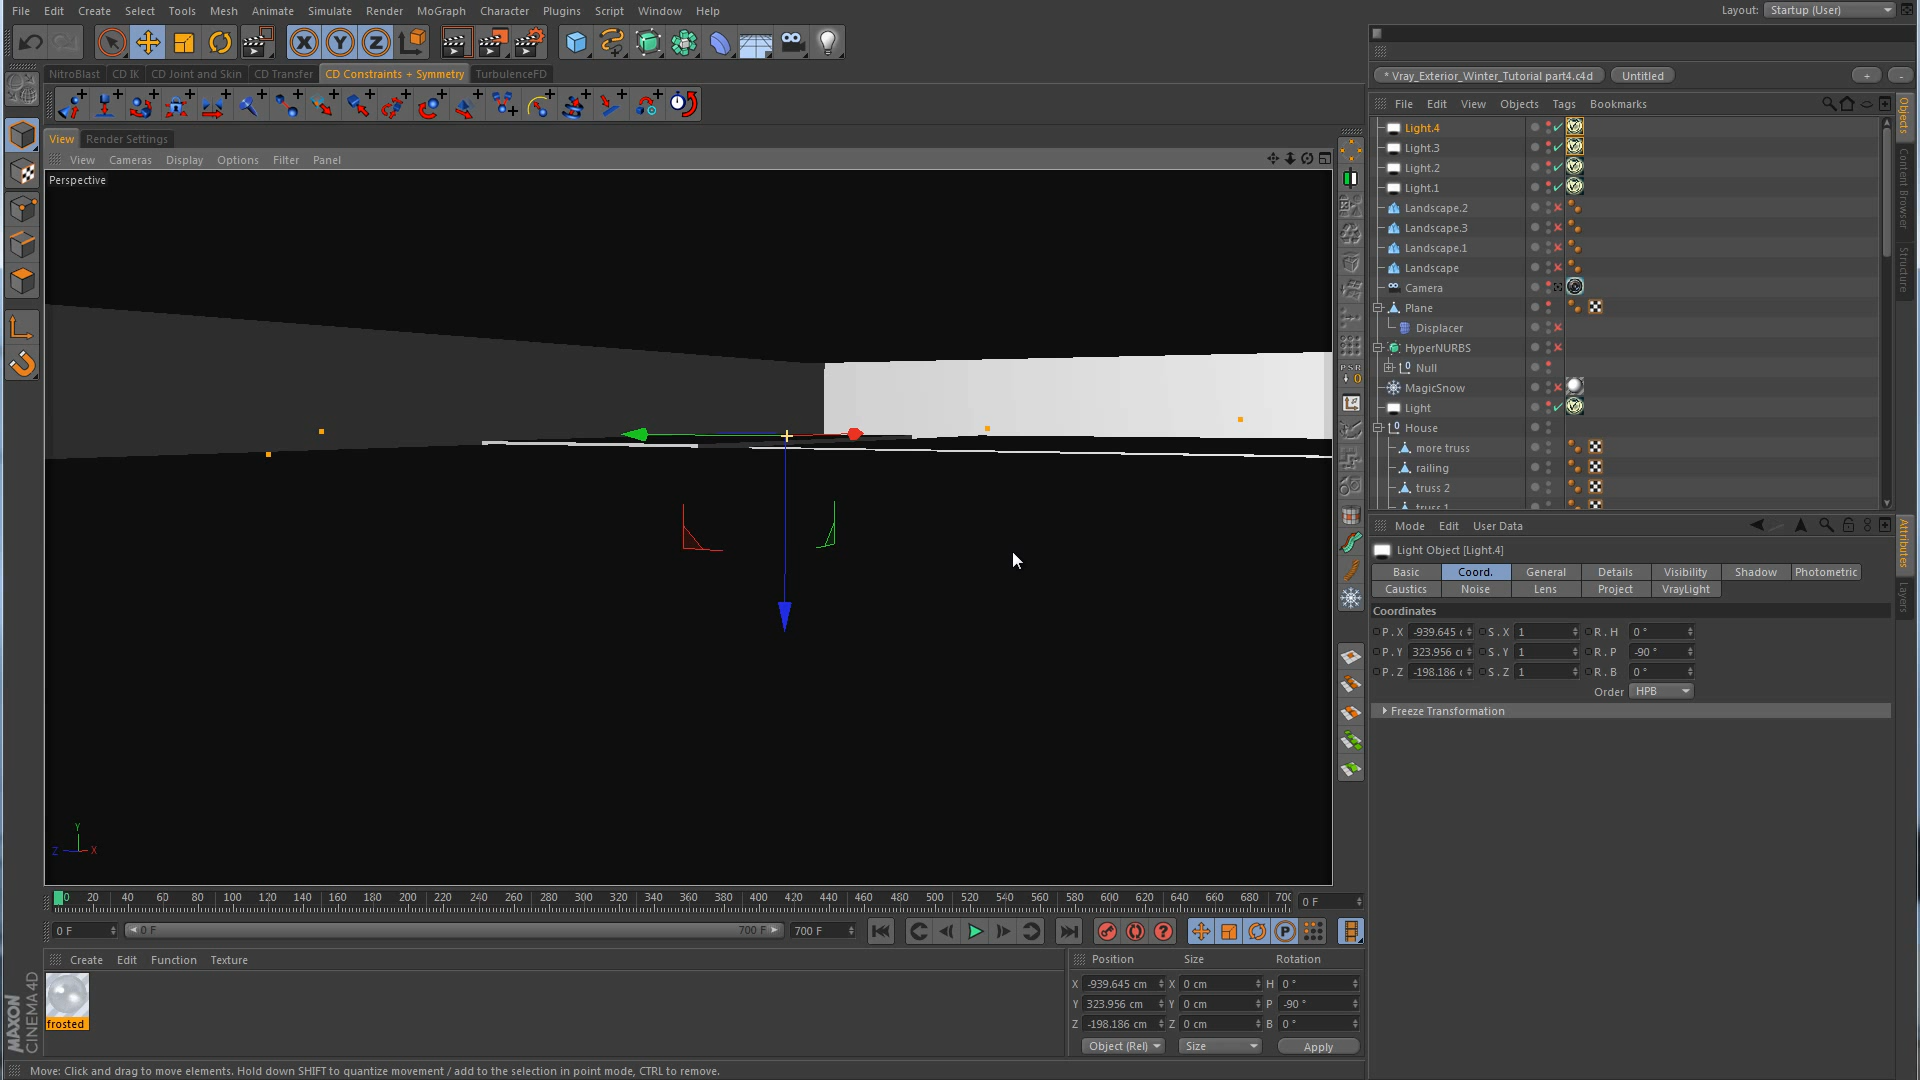 File Edit Create Select Tools Mesh Animate Simulate Render MoGraph Character Plugins Script Window Help
Layout: Startup (User)
NitroBlast CD IK CD Joint and Skin CD Transfer CD Constraints + Symmetry TurbulenceFD
* Vray_Exterior_Winter_Tutorial part4.c4d Untitled + -
File Edit View Objects Tags Bookmarks
View Render Settings
View Cameras Display Options Filter Panel
Perspective
Light.4
Light.3
Light.2
Light.1
Landscape.2
Landscape.3
Landscape.1
Landscape
Camera
Plane
Displacer
HyperNURBS
Null
MagicSnow
Light
House
more truss
railing
truss 2
truss 1
Objects
Content Browser
Structure
PSR
0
Mode Edit User Data
Attributes
Layers
Light Object [Light.4]
Basic Coord. General Details Visibility Shadow Photometric
Caustics Noise Lens Project VrayLight
Coordinates
P . X -939.645 S . X 1 R . H 0 °
P . Y 323.956 S . Y 1 R . P -90 °
P . Z -198.186 S . Z 1 R . B 0 °
Order HPB
Freeze Transformation
Y
Z X
0 20 40 60 80 100 120 140 160 180 200 220 240 260 280 300 320 340 360 380 400 420 440 460 480 500 520 540 560 580 600 620 640 660 680 700 0 F
0 F 0 F 700 F 700 F
Create Edit Function Texture
frosted
MAXON
CINEMA 4D
Position Size Rotation
X -939.645 cm X 0 cm H 0 °
Y 323.956 cm Y 0 cm P -90 °
Z -198.186 cm Z 0 cm B 0 °
Object (Rel) Size Apply
Move: Click and drag to move elements. Hold down SHIFT to quantize movement / add to the selection in point mode, CTRL to remove.